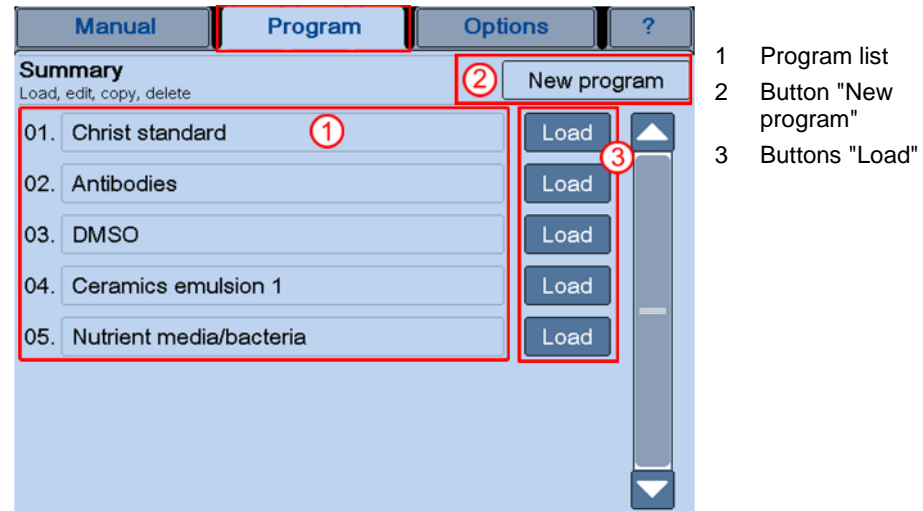 Manual Program Options ?
Summary
Load, edit, copy, delete
2 New program
01. Christ standard 1 Load
3
02. Antibodies Load
03. DMSO Load
04. Ceramics emulsion 1 Load
05. Nutrient media/bacteria Load
1 Program list
2 Button "New
program"
3 Buttons "Load"